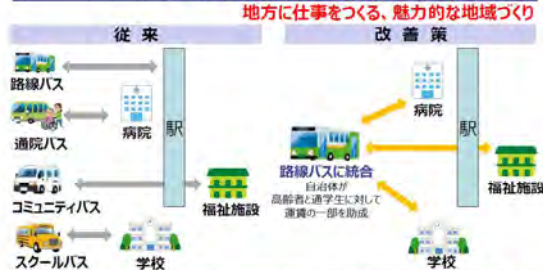 地方に仕事をつくる、魅力的な地域づくり
従来
路線バス
通院バス
病院
駅
コミュニティバス
福祉施設
スクールバス
学校
改善策
病院
駅
路線バスに統合
自治体が
高齢者と通学生に対して
運賃の一部を助成
福祉施設
学校